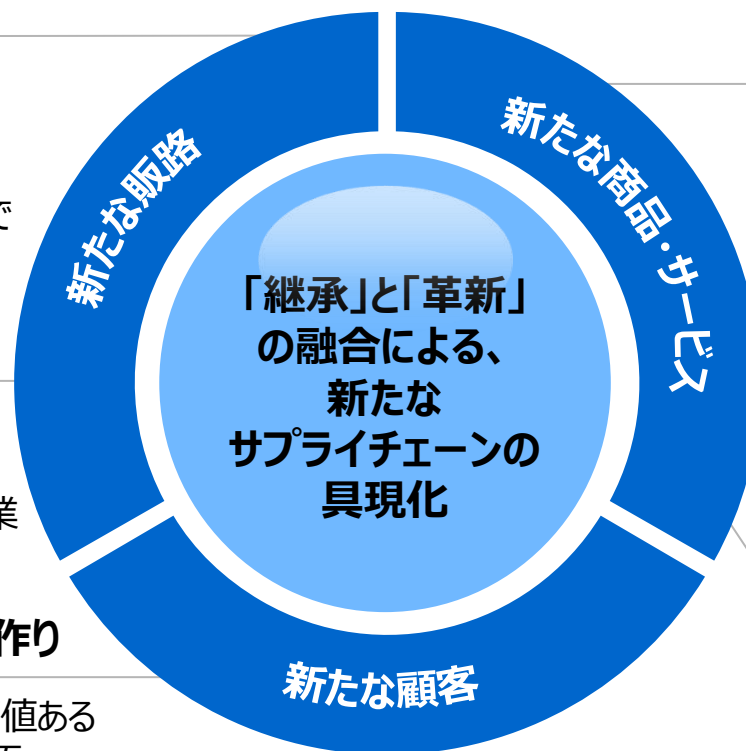 新たな販路
新たな商品・サービス
で
「継承」と「革新」
の融合による、
新たな
サプライチェーンの
具現化
業
作り
新たな顧客
値ある